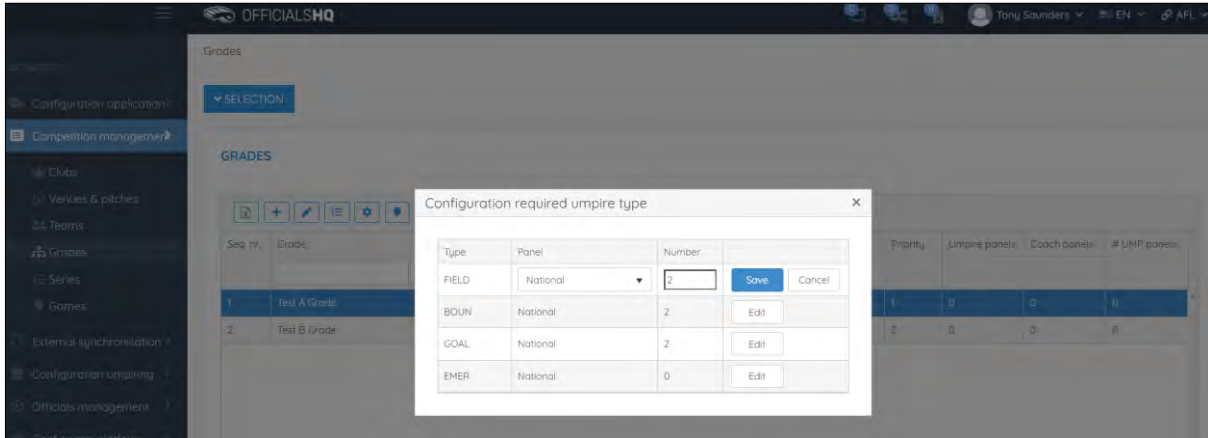 OFFICIALSHQ
Tony Saunders
EN
AFL
Grades
Configuration application
SELECTION
Competition management
GRADES
Clubs
Venues & pitches
Teams
Grades
Series
Games
External synchronisation
Configuration umpiring
Officials management
Seq nr. Grade Priority Umpire panels Coach panels # UMP panels
1 Test A Grade 1 0 0
2 Test B Grade 2 0 0
Configuration required umpire type ×
Type Panel Number
FIELD National 2 Save Cancel
BOUN National 2 Edit
GOAL National 2 Edit
EMER National 0 Edit